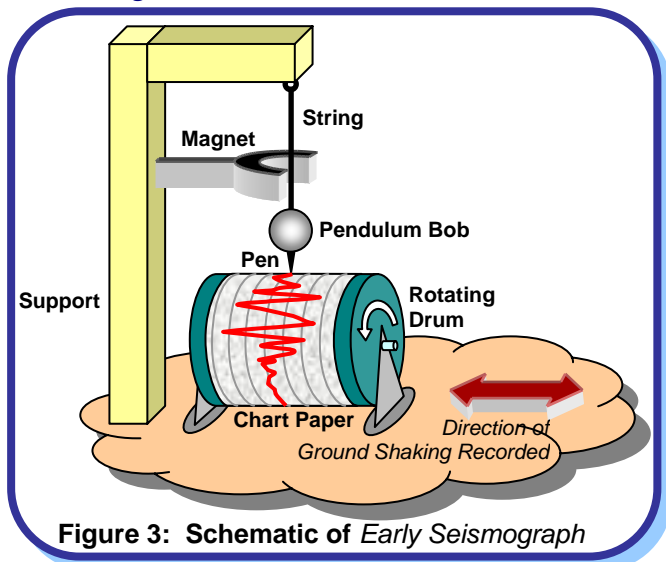 String
Magnet
Pendulum Bob
Pen
Support
Rotating
Drum
Chart Paper
Direction of
Ground Shaking Recorded
Figure 3: Schematic of Early Seismograph